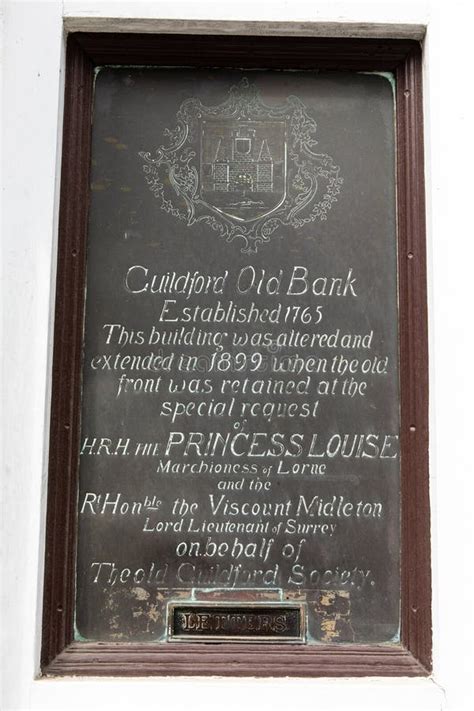 Guildford Old Bank
Established 1765
This building was altered and
extended in 1899 when the old
front was retained at the
special request
of
H.R.H. THE PRINCESS LOUISE
Marchioness of Lorne
and the
Rt Honble the Viscount Midleton
Lord Lieutenant of Surrey
on behalf of
The old Guildford Society.
LETTERS